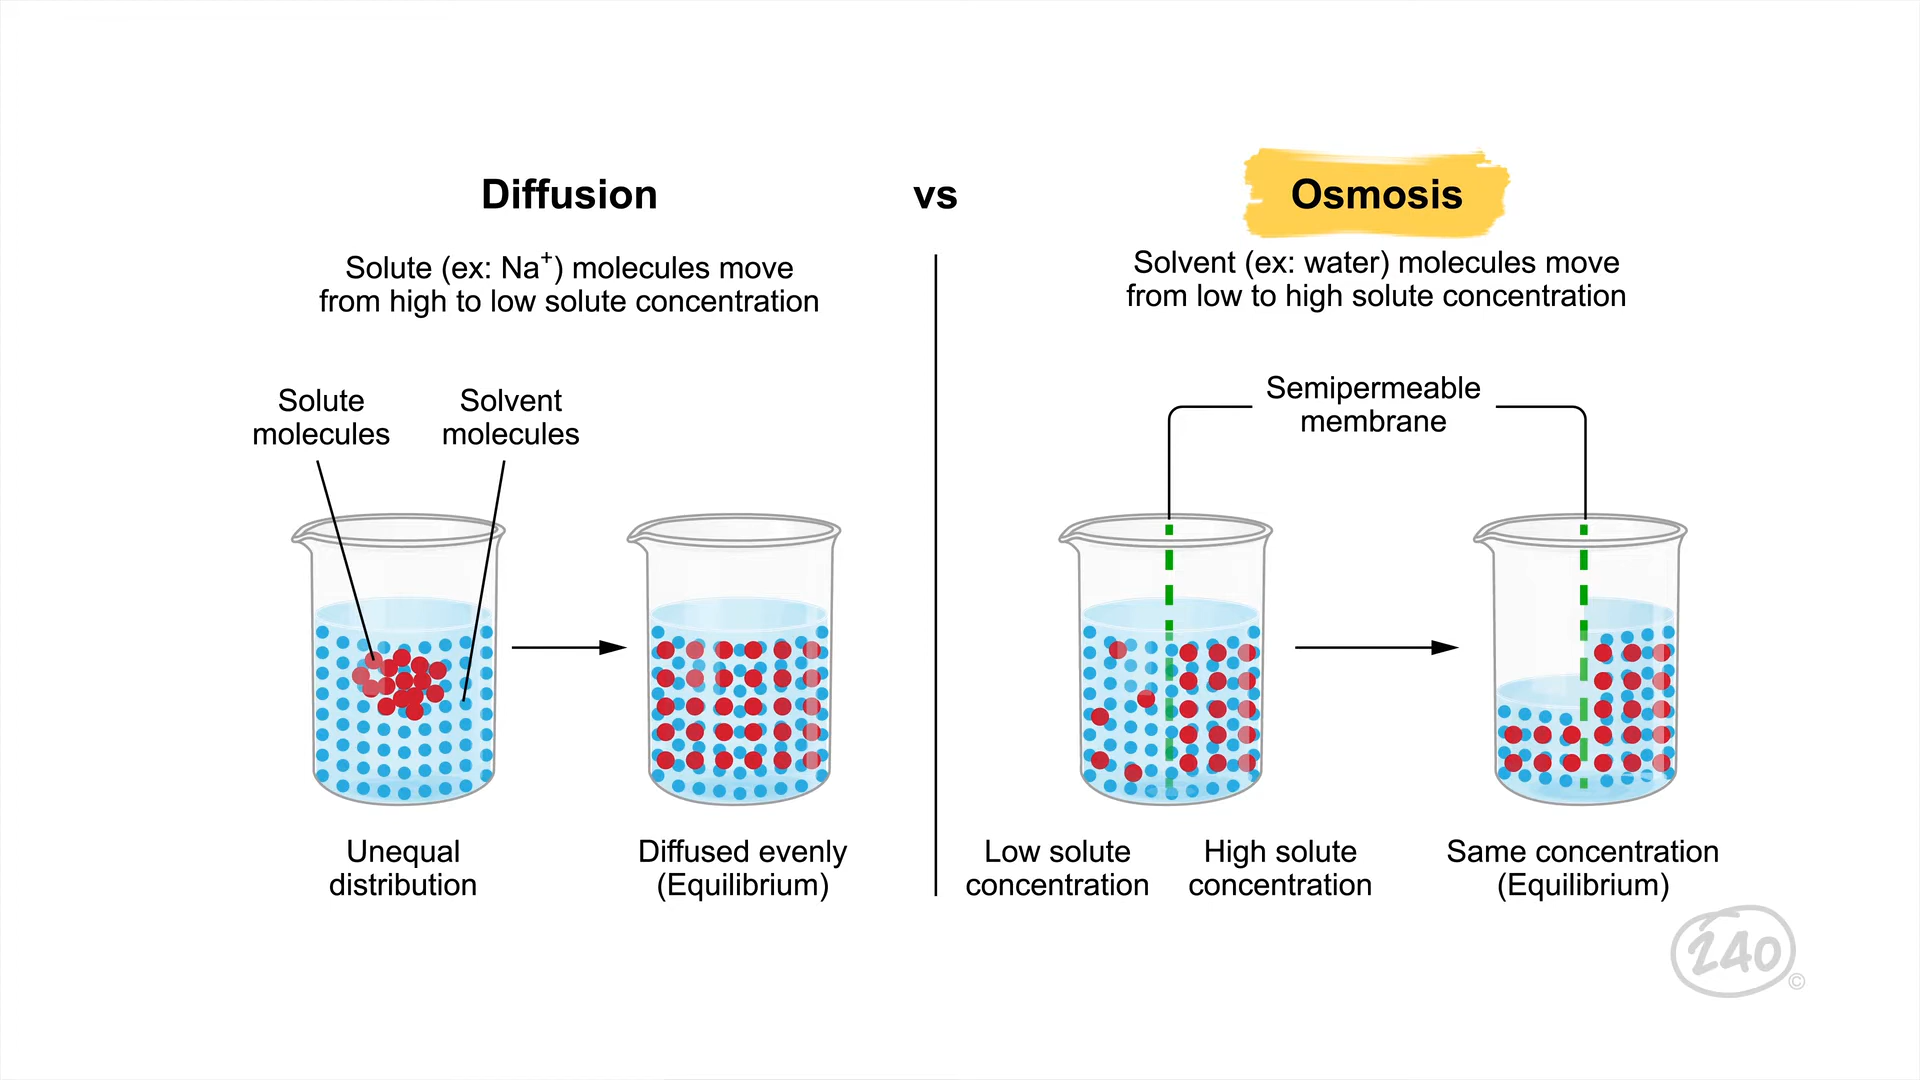 Diffusion
vs
Osmosis
Solute (ex: Na⁺) molecules move
from high to low solute concentration
Solvent (ex: water) molecules move
from low to high solute concentration
Solute
molecules
Solvent
molecules
Semipermeable
membrane
Unequal
distribution
Diffused evenly
(Equilibrium)
Low solute
concentration
High solute
concentration
Same concentration
(Equilibrium)
240
©